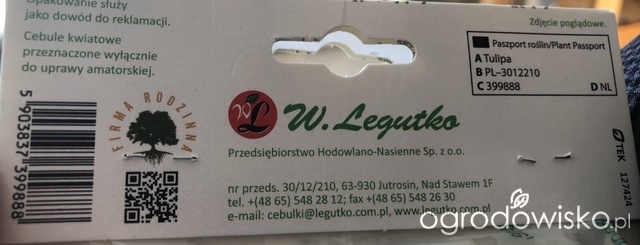 Opakowanie służy
jako dowód do reklamacji.
Cebule kwiatowe
przeznaczone wyłącznie
do uprawy amatorskiej.
Zdjęcie poglądowe.
Paszport roślin/Plant Passport
A Tulipa
B PL-3012210
C 399888 D NL
5 903837 399888
FIRMA RODZINNA
W L
W. Legutko
Przedsiębiorstwo Hodowlano-Nasienne Sp. z o.o.
nr przeds. 30/12/210, 63-930 Jutrosin, Nad Stawem 1F
tel. +(48 65) 548 28 12; fax +(48 65) 548 26 30
e-mail: cebulki@legutko.com.pl, www.legutko.com.pl
TEK 127424
ogrodowisko.pl